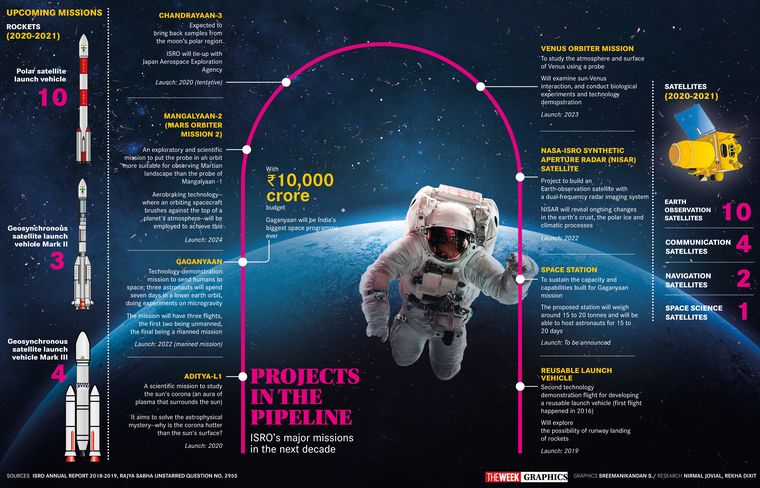 UPCOMING MISSIONS
ROCKETS
(2020-2021)
Polar satellite
launch vehicle
10
Geosynchronous
satellite launch
vehiole Mark II
3
Geosynchronous
satellite launch
vehicle Mark III
4
CHANDRAYAAN-3
Expected to
bring back samples from
the moon's polar region
ISRO will tie-up with
Japan Aerospace Exploration
Agency
Launch: 2020 (tentative)
MANGALYAAN-2
(MARS ORBITER
MISSION 2)
An exploratory and scientific
mission to put the probe in an orbit
more suitable for observing Martian
landscape than the probe of
Mangalyaan -1
Aerobraking technology—
where an orbiting spacecraft
brushes against the top of a
planet's atmosphere—will be
employed to achieve this
Launch: 2024
GAGANYAAN
Technology-demonstration
mission to send humans to
space; three astronauts will spend
seven days in a lower earth orbit,
doing experiments on microgravity
The mission will have three flights,
the first two being unmanned,
the final being a manned mission
Launch: 2022 (manned mission)
ADITYA-L1
A scientific mission to study
the sun's corona (an aura of
plasma that surrounds the sun)
It aims to solve the astrophysical
mystery—why is the corona hotter
than the sun's surface?
Launch: 2020
With
₹10,000
crore
budget
Gaganyaan will be India's
biggest space programme
ever
PROJECTS
IN THE
PIPELINE
ISRO's major missions
in the next decade
VENUS ORBITER MISSION
To study the atmosphere and surface
of Venus using a probe
Will examine sun-Venus
interaction, and conduct biological
experiments and technology
demopstration
Launch: 2023
NASA-ISRO SYNTHETIC
APERTURE RADAR (NISAR)
SATELLITE
Project to build an
Earth-observation satellite with
a dual-frequency radar imaging system
NISAR will reveal ongoing changes
in the earth's crust, the polar ice and
climatic processes
Launch: 2022
SPACE STATION
To sustain the capacity and
capabilities built for Gaganyaan
mission
The proposed station will weigh
around 15 to 20 tonnes and will be
able to host astronauts for 15 to
20 days
Launch: To be announced
REUSABLE LAUNCH
VEHICLE
Second technology
demonstration flight for developing
a reusable launch vehicle (first flight
happened in 2016)
Will explore
the possibility of runway landing
of rockets
Launch: 2019
SATELLITES
(2020-2021)
EARTH
OBSERVATION
SATELLITES
10
COMMUNICATION
SATELLITES
4
NAVIGATION
SATELLITES
2
SPACE SCIENCE
SATELLITES
1
SOURCES ISRO ANNUAL REPORT 2018-2019, RAJYA SABHA UNSTARRED QUESTION NO. 2955
THE WEEK GRAPHICS
GRAPHICS SREEMANIKANDAN S./ RESEARCH NIRMAL JOVIAL, REKHA DIXIT